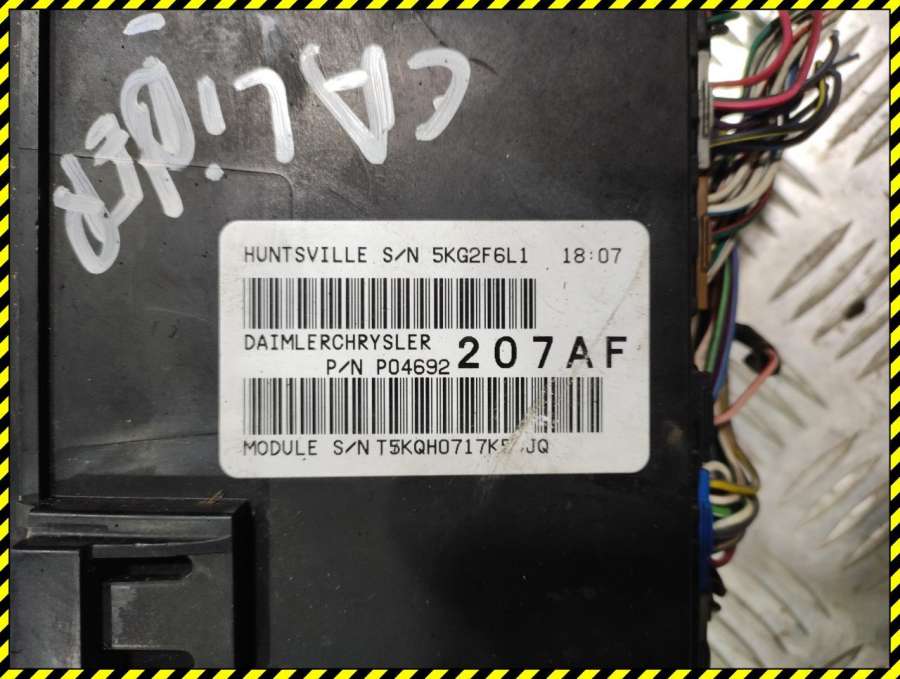 CALIBER
HUNTSVILLE S/N 5KG2F6L1 18:07
DAIMLERCHRYSLER
P/N P04692 207AF
MODULE S/N